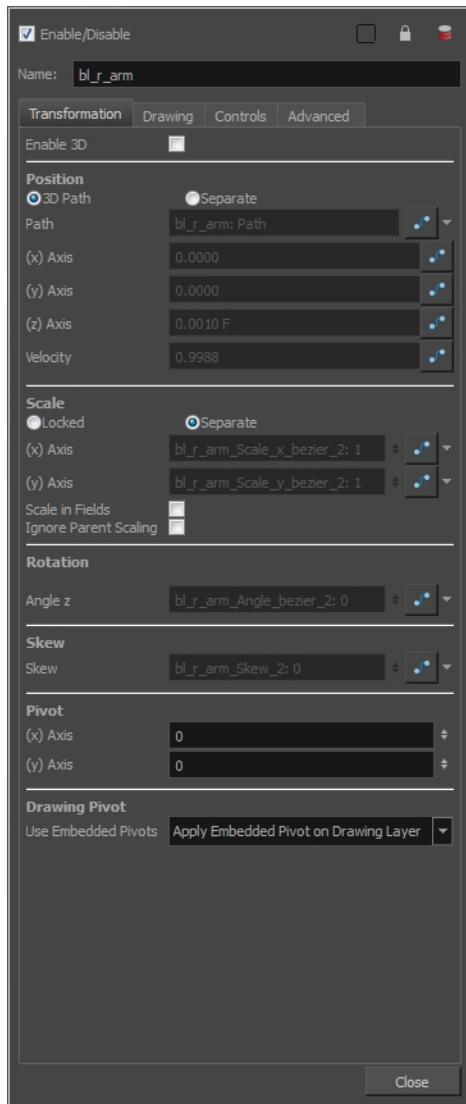 Enable/Disable
Name: bl_r_arm
Transformation Drawing Controls Advanced
Enable 3D
Position
3D Path Separate
Path bl_r_arm: Path
(x) Axis 0.0000
(y) Axis 0.0000
(z) Axis 0.0010 F
Velocity 0.9988
Scale
Locked Separate
(x) Axis bl_r_arm_Scale_x_bezier_2: 1
(y) Axis bl_r_arm_Scale_y_bezier_2: 1
Scale in Fields
Ignore Parent Scaling
Rotation
Angle z bl_r_arm_Angle_bezier_2: 0
Skew
Skew bl_r_arm_Skew_2: 0
Pivot
(x) Axis 0
(y) Axis 0
Drawing Pivot
Use Embedded Pivots Apply Embedded Pivot on Drawing Layer
Close